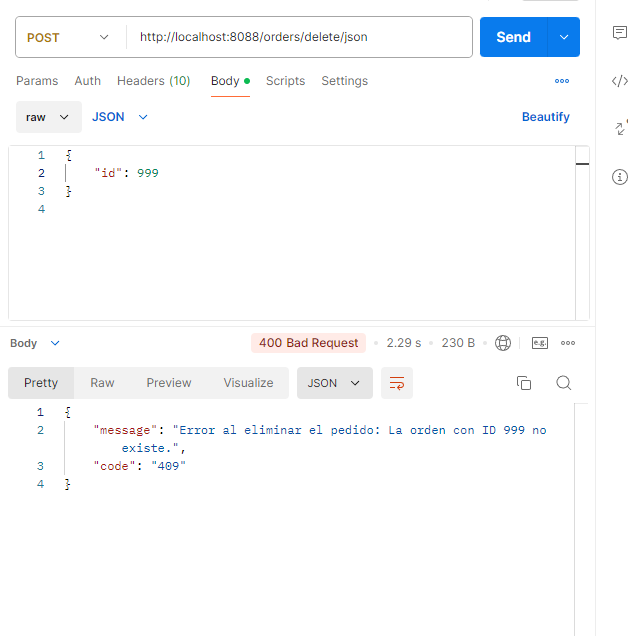 POST
http://localhost:8088/orders/delete/json
Send
Params Auth Headers (10) Body Scripts Settings
raw JSON Beautify
1 {
2 "id": 999
3 }
4
Body 400 Bad Request 2.29 s 230 B e.g.
Pretty Raw Preview Visualize JSON
1 {
2 "message": "Error al eliminar el pedido: La orden con ID 999 no
existe.",
3 "code": "409"
4 }